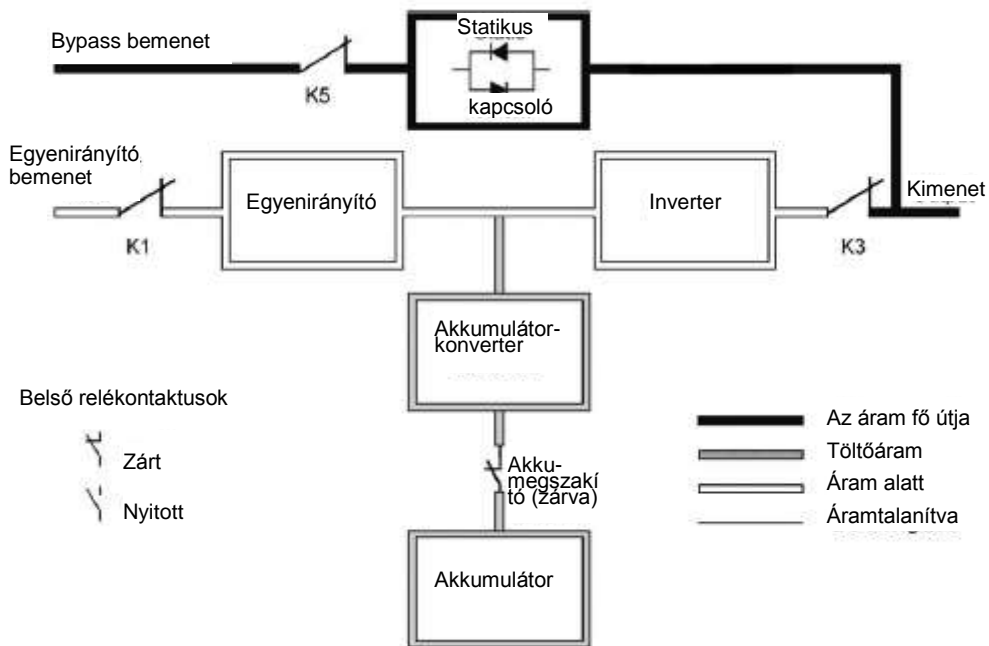 Bypass bemenet
Statikus
kapcsoló
K5
Egyenirányító
bemenet
K1
Egyenirányító
Inverter
K3
Kimenet
Akkumulátor-
konverter
Belső relékontaktusok
Zárt
Nyitott
Akku-
megszakí
tó (zárva)
Akkumulátor
Az áram fő útja
Töltőáram
Áram alatt
Áramtalanítva